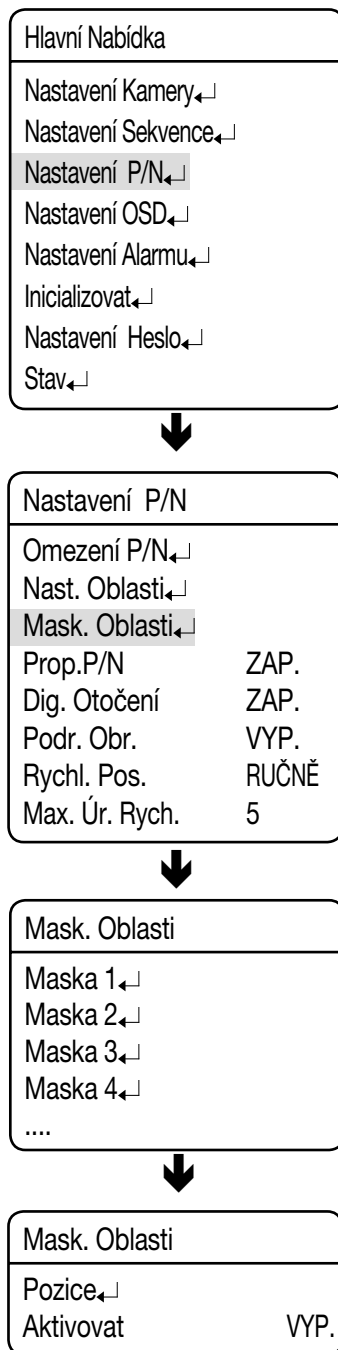 Hlavní Nabídka
Nastavení Kamery↵
Nastavení Sekvence↵
Nastavení P/N↵
Nastavení OSD↵
Nastavení Alarmu↵
Inicializovat↵
Nastavení Heslo↵
Stav↵
Nastavení P/N
Omezení P/N↵
Nast. Oblasti↵
Mask. Oblasti↵
Prop.P/N ZAP.
Dig. Otočení ZAP.
Podr. Obr. VYP.
Rychl. Pos. RUČNĚ
Max. Úr. Rych. 5
Mask. Oblasti
Maska 1↵
Maska 2↵
Maska 3↵
Maska 4↵
....
Mask. Oblasti
Pozice↵
Aktivovat VYP.